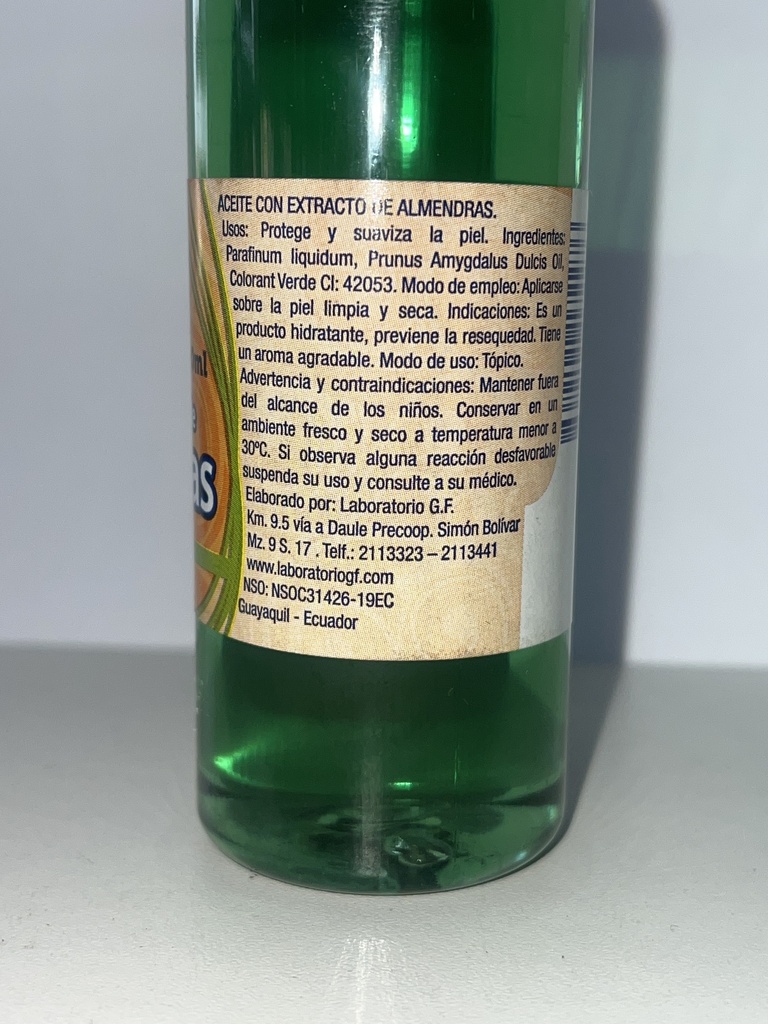 ACEITE CON EXTRACTO DE ALMENDRAS.
Usos: Protege y suaviza la piel. Ingredientes:
Parafinum liquidum, Prunus Amygdalus Dulcis Oil,
Colorant Verde CI: 42053. Modo de empleo: Aplicarse
sobre la piel limpia y seca. Indicaciones: Es un
producto hidratante, previene la resequedad. Tiene
un aroma agradable. Modo de uso: Tópico.
Advertencia y contraindicaciones: Mantener fuera
del alcance de los niños. Conservar en un
ambiente fresco y seco a temperatura menor a
30ºC. Si observa alguna reacción desfavorable
suspenda su uso y consulte a su médico.
Elaborado por: Laboratorio G.F.
Km. 9.5 vía a Daule Precoop. Simón Bolívar
Mz. 9 S. 17 . Telf.: 2113323 – 2113441
www.laboratoriogf.com
NSO: NSOC31426-19EC
Guayaquil - Ecuador